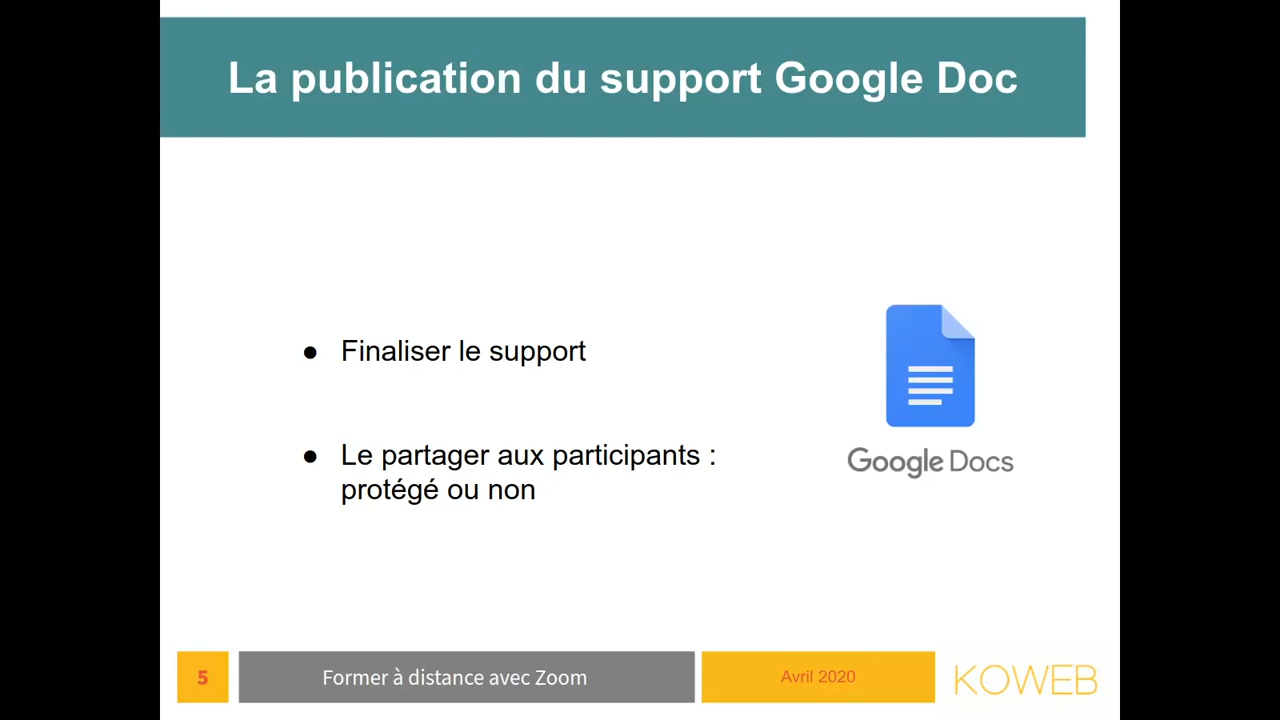 La publication du support Google Doc
● Finaliser le support
● Le partager aux participants :
protégé ou non
Google Docs
5
Former à distance avec Zoom
Avril 2020
KOWEB